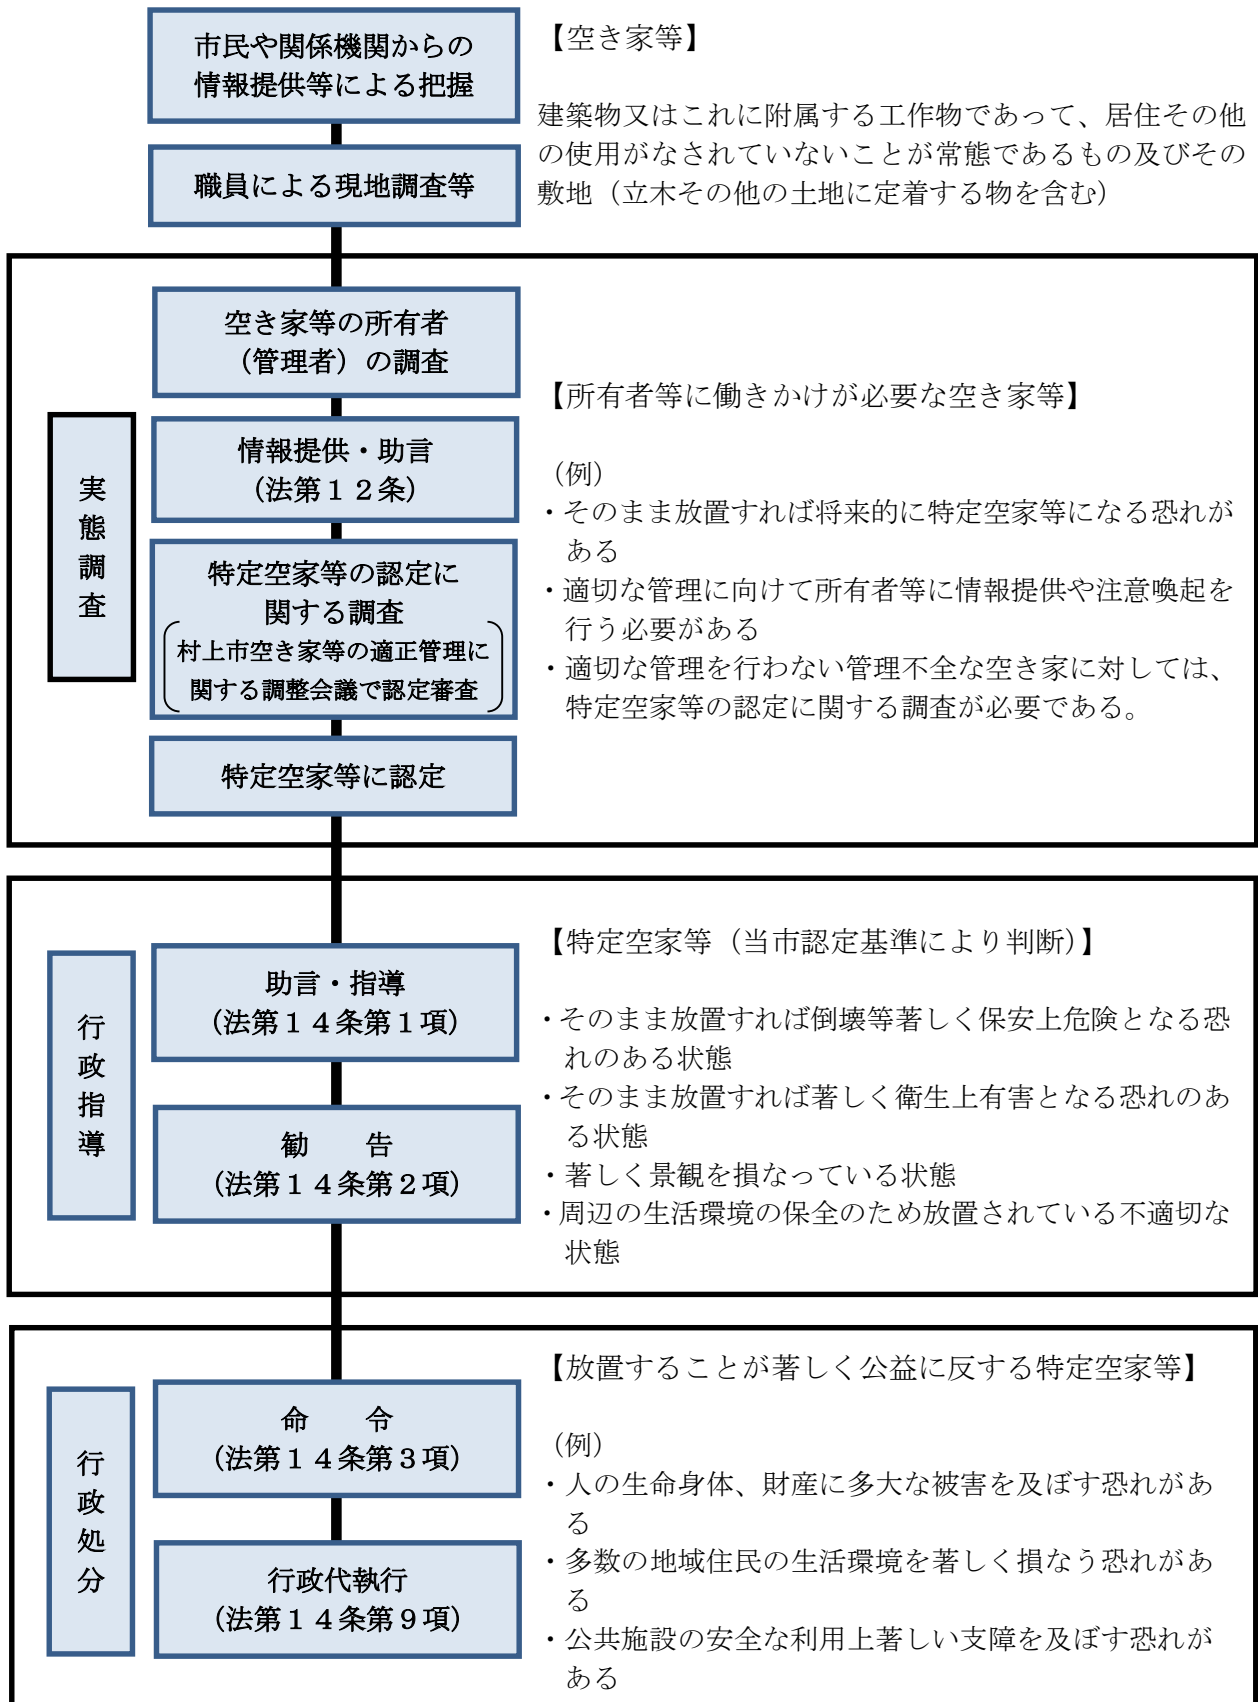 市民や関係機関からの
情報提供等による把握
職員による現地調査等
【空き家等】
建築物又はこれに附属する工作物であって、居住その他
の使用がなされていないことが常態であるもの及びその
敷地（立木その他の土地に定着する物を含む）
実態調査
空き家等の所有者
（管理者）の調査
情報提供・助言
（法第１２条）
特定空家等の認定に
関する調査
村上市空き家等の適正管理に
関する調整会議で認定審査
特定空家等に認定
【所有者等に働きかけが必要な空き家等】
（例）
・そのまま放置すれば将来的に特定空家等になる恐れが
ある
・適切な管理に向けて所有者等に情報提供や注意喚起を
行う必要がある
・適切な管理を行わない管理不全な空き家に対しては、
特定空家等の認定に関する調査が必要である。
行政指導
助言・指導
（法第１４条第１項）
勧　　告
（法第１４条第２項）
【特定空家等（当市認定基準により判断）】
・そのまま放置すれば倒壊等著しく保安上危険となる恐
れのある状態
・そのまま放置すれば著しく衛生上有害となる恐れのあ
る状態
・著しく景観を損なっている状態
・周辺の生活環境の保全のため放置されている不適切な
状態
行政処分
命　　令
（法第１４条第３項）
行政代執行
（法第１４条第９項）
【放置することが著しく公益に反する特定空家等】
（例）
・人の生命身体、財産に多大な被害を及ぼす恐れがあ
る
・多数の地域住民の生活環境を著しく損なう恐れがあ
る
・公共施設の安全な利用上著しい支障を及ぼす恐れが
ある